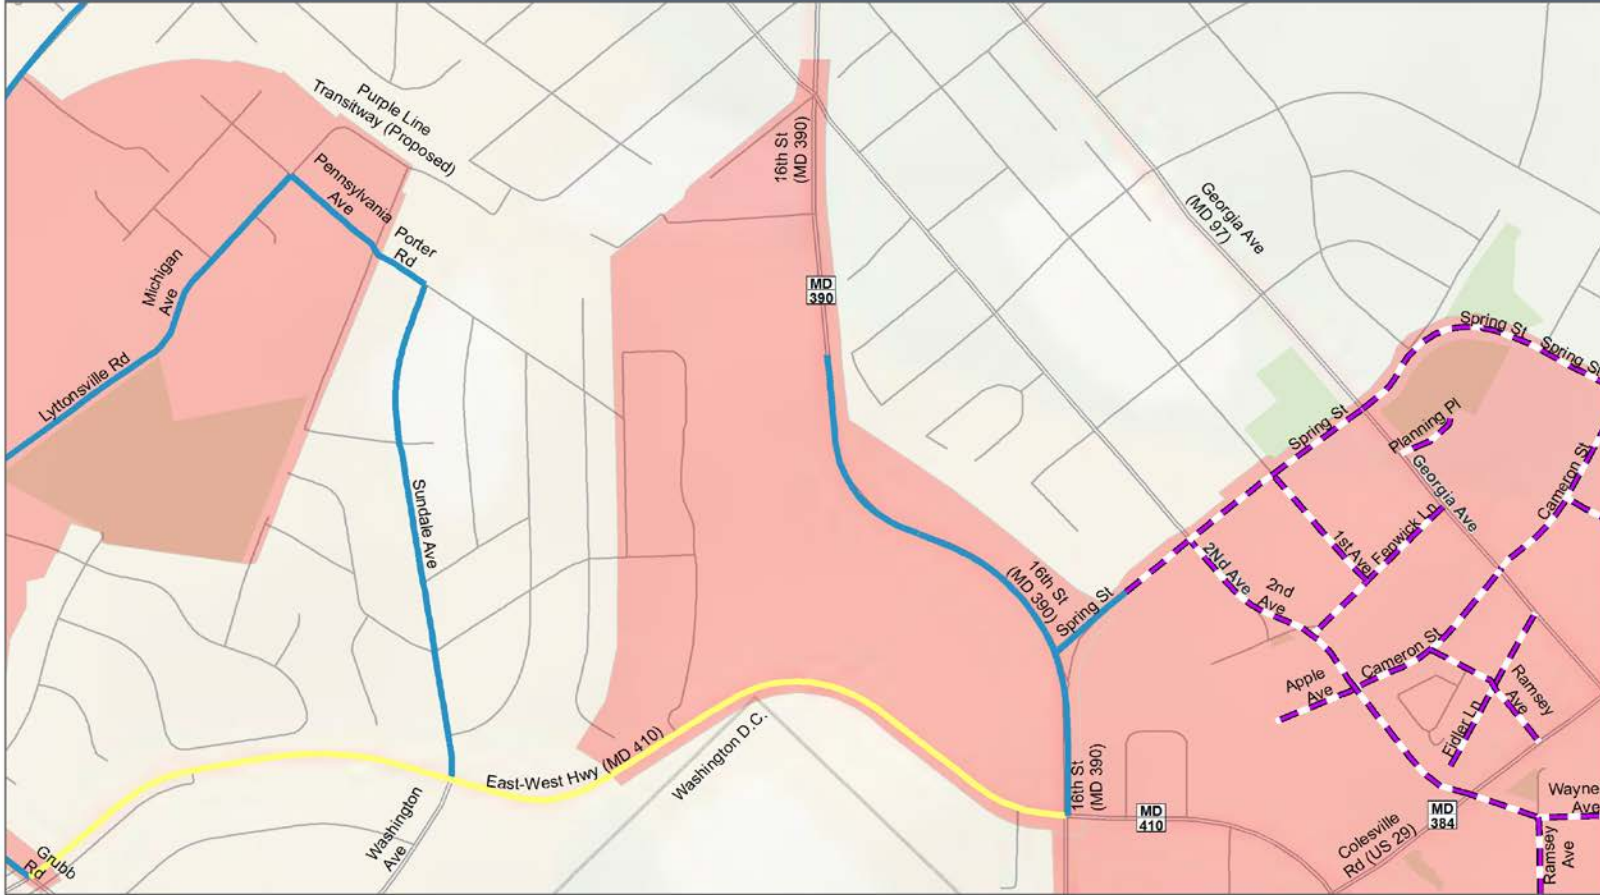 Purple Line
Transitway (Proposed)
16th St
(MD 390)
Pennsylvania
Ave
Georgia Ave
(MD 97)
Porter
Rd
Michigan
Ave
MD
390
Spring St
Spring St
Lyttonsville Rd
Spring St
Planning Pl
Georgia Ave
Cameron St
Sundale Ave
Fenwick Ln
1st Ave
2Nd Ave
2nd
Ave
16th St
(MD 390)
Spring St
Cameron St
Apple
Ave
Ramsey
Ave
Fidler Ln
East-West Hwy (MD 410)
Washington D.C.
16th St
(MD 390)
Wayne
Ave
Washington
Ave
MD
410
MD
384
Colesville
Rd (US 29)
Ramsey
Ave
Grubb
Rd